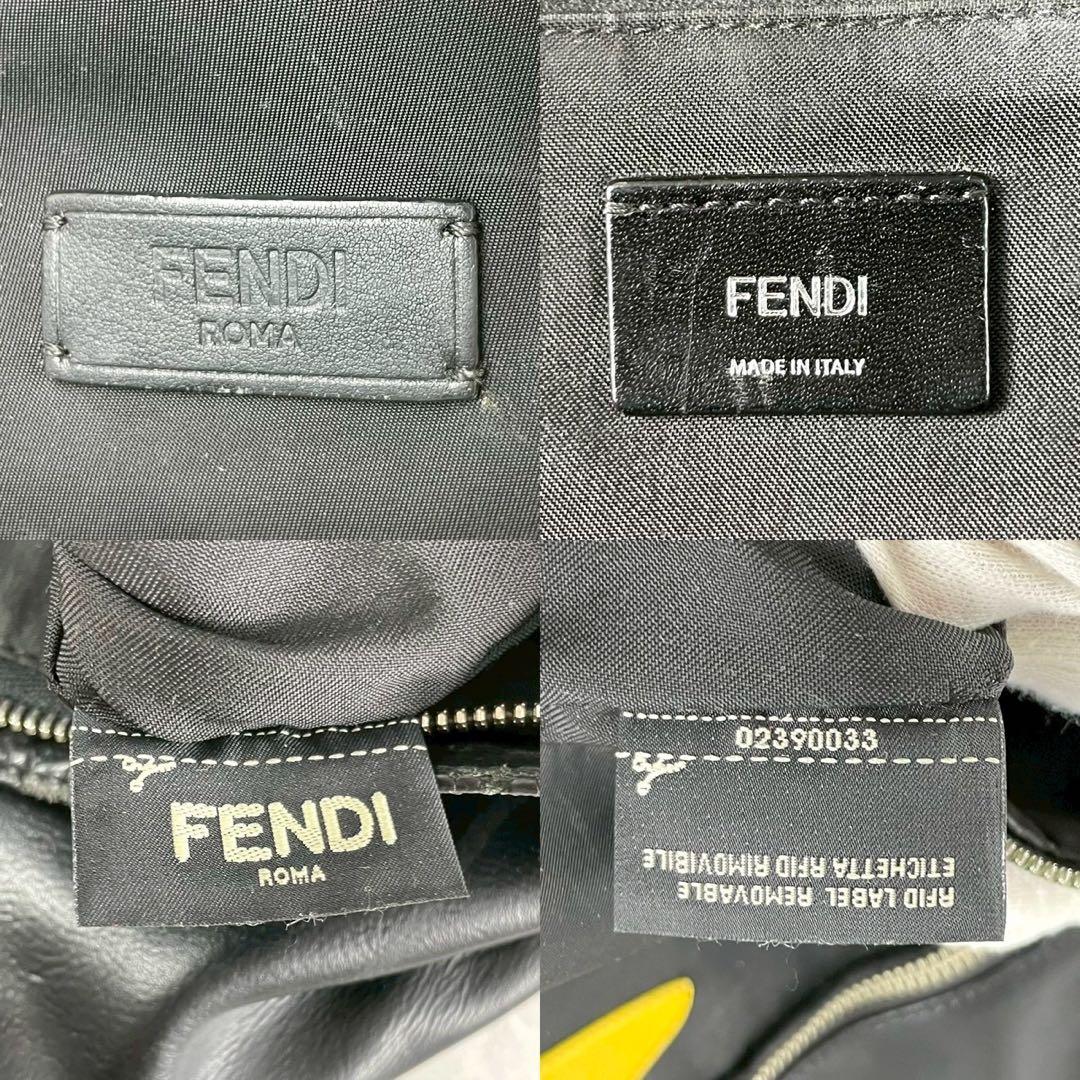 FENDI
ROMA
FENDI
MADE IN ITALY
FENDI
ROMA
02390033
RFID LABEL REMOVABLE
ETICHETTA RFID RIMOVIBILE